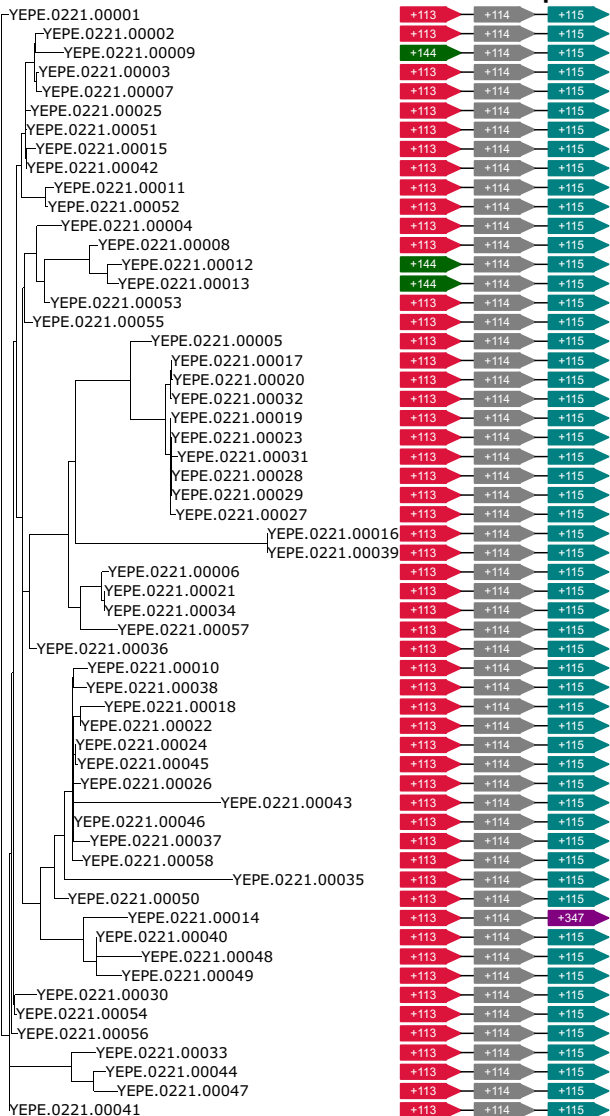 YEPE.0221.00001 +113 +114 +115
YEPE.0221.00002 +113 +114 +115
YEPE.0221.00009 +144 +114 +115
YEPE.0221.00003 +113 +114 +115
YEPE.0221.00007 +113 +114 +115
YEPE.0221.00025 +113 +114 +115
YEPE.0221.00051 +113 +114 +115
YEPE.0221.00015 +113 +114 +115
YEPE.0221.00042 +113 +114 +115
YEPE.0221.00011 +113 +114 +115
YEPE.0221.00052 +113 +114 +115
YEPE.0221.00004 +113 +114 +115
YEPE.0221.00008 +113 +114 +115
YEPE.0221.00012 +144 +114 +115
YEPE.0221.00013 +144 +114 +115
YEPE.0221.00053 +113 +114 +115
YEPE.0221.00055 +113 +114 +115
YEPE.0221.00005 +113 +114 +115
YEPE.0221.00017 +113 +114 +115
YEPE.0221.00020 +113 +114 +115
YEPE.0221.00032 +113 +114 +115
YEPE.0221.00019 +113 +114 +115
YEPE.0221.00023 +113 +114 +115
YEPE.0221.00031 +113 +114 +115
YEPE.0221.00028 +113 +114 +115
YEPE.0221.00029 +113 +114 +115
YEPE.0221.00027 +113 +114 +115
YEPE.0221.00016 +113 +114 +115
YEPE.0221.00039 +113 +114 +115
YEPE.0221.00006 +113 +114 +115
YEPE.0221.00021 +113 +114 +115
YEPE.0221.00034 +113 +114 +115
YEPE.0221.00057 +113 +114 +115
YEPE.0221.00036 +113 +114 +115
YEPE.0221.00010 +113 +114 +115
YEPE.0221.00038 +113 +114 +115
YEPE.0221.00018 +113 +114 +115
YEPE.0221.00022 +113 +114 +115
YEPE.0221.00024 +113 +114 +115
YEPE.0221.00045 +113 +114 +115
YEPE.0221.00026 +113 +114 +115
YEPE.0221.00043 +113 +114 +115
YEPE.0221.00046 +113 +114 +115
YEPE.0221.00037 +113 +114 +115
YEPE.0221.00058 +113 +114 +115
YEPE.0221.00035 +113 +114 +115
YEPE.0221.00050 +113 +114 +115
YEPE.0221.00014 +113 +114 +347
YEPE.0221.00040 +113 +114 +115
YEPE.0221.00048 +113 +114 +115
YEPE.0221.00049 +113 +114 +115
YEPE.0221.00030 +113 +114 +115
YEPE.0221.00054 +113 +114 +115
YEPE.0221.00056 +113 +114 +115
YEPE.0221.00033 +113 +114 +115
YEPE.0221.00044 +113 +114 +115
YEPE.0221.00047 +113 +114 +115
YEPE.0221.00041 +113 +114 +115